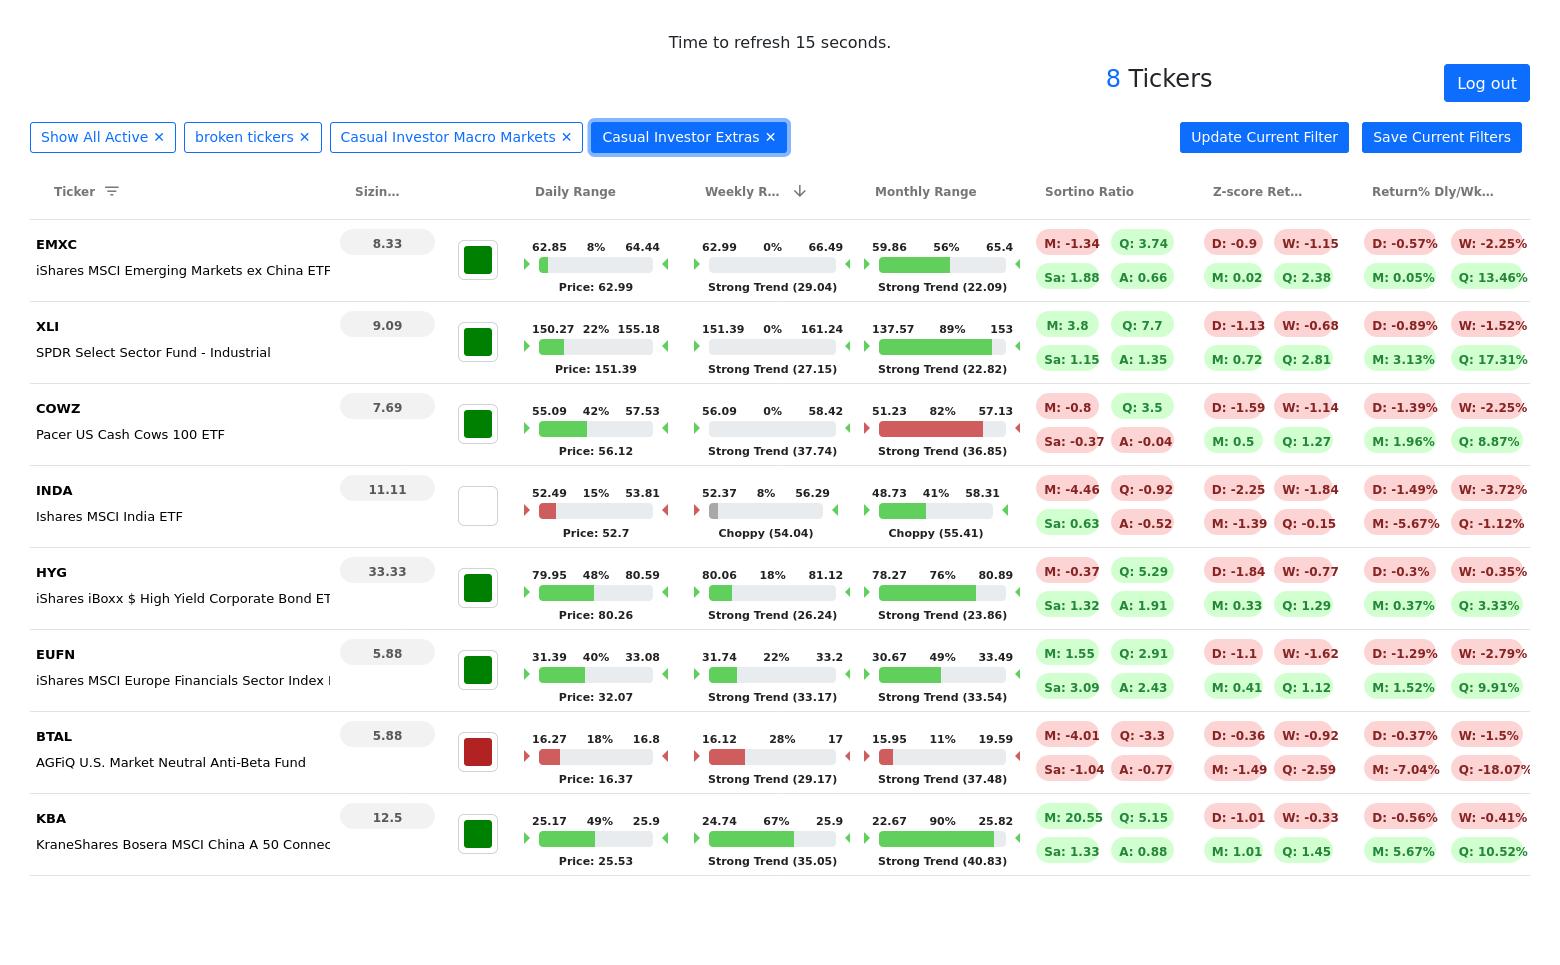 Time to refresh 15 seconds.
8 Tickers
Log out
Show All Active ✕ broken tickers ✕ Casual Investor Macro Markets ✕ Casual Investor Extras ✕ Update Current Filter Save Current Filters
Ticker Sizin... Daily Range Weekly R... Monthly Range Sortino Ratio Z-score Ret... Return% Dly/Wk...
EMXC 8.33 62.85 8% 64.44 62.99 0% 66.49 59.86 56% 65.4 M: -1.34 Q: 3.74 D: -0.9 W: -1.15 D: -0.57% W: -2.25%
iShares MSCI Emerging Markets ex China ETF Price: 62.99 Strong Trend (29.04) Strong Trend (22.09) Sa: 1.88 A: 0.66 M: 0.02 Q: 2.38 M: 0.05% Q: 13.46%
XLI 9.09 150.27 22% 155.18 151.39 0% 161.24 137.57 89% 153 M: 3.8 Q: 7.7 D: -1.13 W: -0.68 D: -0.89% W: -1.52%
SPDR Select Sector Fund - Industrial Price: 151.39 Strong Trend (27.15) Strong Trend (22.82) Sa: 1.15 A: 1.35 M: 0.72 Q: 2.81 M: 3.13% Q: 17.31%
COWZ 7.69 55.09 42% 57.53 56.09 0% 58.42 51.23 82% 57.13 M: -0.8 Q: 3.5 D: -1.59 W: -1.14 D: -1.39% W: -2.25%
Pacer US Cash Cows 100 ETF Price: 56.12 Strong Trend (37.74) Strong Trend (36.85) Sa: -0.37 A: -0.04 M: 0.5 Q: 1.27 M: 1.96% Q: 8.87%
INDA 11.11 52.49 15% 53.81 52.37 8% 56.29 48.73 41% 58.31 M: -4.46 Q: -0.92 D: -2.25 W: -1.84 D: -1.49% W: -3.72%
Ishares MSCI India ETF Price: 52.7 Choppy (54.04) Choppy (55.41) Sa: 0.63 A: -0.52 M: -1.39 Q: -0.15 M: -5.67% Q: -1.12%
HYG 33.33 79.95 48% 80.59 80.06 18% 81.12 78.27 76% 80.89 M: -0.37 Q: 5.29 D: -1.84 W: -0.77 D: -0.3% W: -0.35%
iShares iBoxx $ High Yield Corporate Bond ET Price: 80.26 Strong Trend (26.24) Strong Trend (23.86) Sa: 1.32 A: 1.91 M: 0.33 Q: 1.29 M: 0.37% Q: 3.33%
EUFN 5.88 31.39 40% 33.08 31.74 22% 33.2 30.67 49% 33.49 M: 1.55 Q: 2.91 D: -1.1 W: -1.62 D: -1.29% W: -2.79%
iShares MSCI Europe Financials Sector Index Price: 32.07 Strong Trend (33.17) Strong Trend (33.54) Sa: 3.09 A: 2.43 M: 0.41 Q: 1.12 M: 1.52% Q: 9.91%
BTAL 5.88 16.27 18% 16.8 16.12 28% 17 15.95 11% 19.59 M: -4.01 Q: -3.3 D: -0.36 W: -0.92 D: -0.37% W: -1.5%
AGFiQ U.S. Market Neutral Anti-Beta Fund Price: 16.37 Strong Trend (29.17) Strong Trend (37.48) Sa: -1.04 A: -0.77 M: -1.49 Q: -2.59 M: -7.04% Q: -18.07%
KBA 12.5 25.17 49% 25.9 24.74 67% 25.9 22.67 90% 25.82 M: 20.55 Q: 5.15 D: -1.01 W: -0.33 D: -0.56% W: -0.41%
KraneShares Bosera MSCI China A 50 Connec Price: 25.53 Strong Trend (35.05) Strong Trend (40.83) Sa: 1.33 A: 0.88 M: 1.01 Q: 1.45 M: 5.67% Q: 10.52%